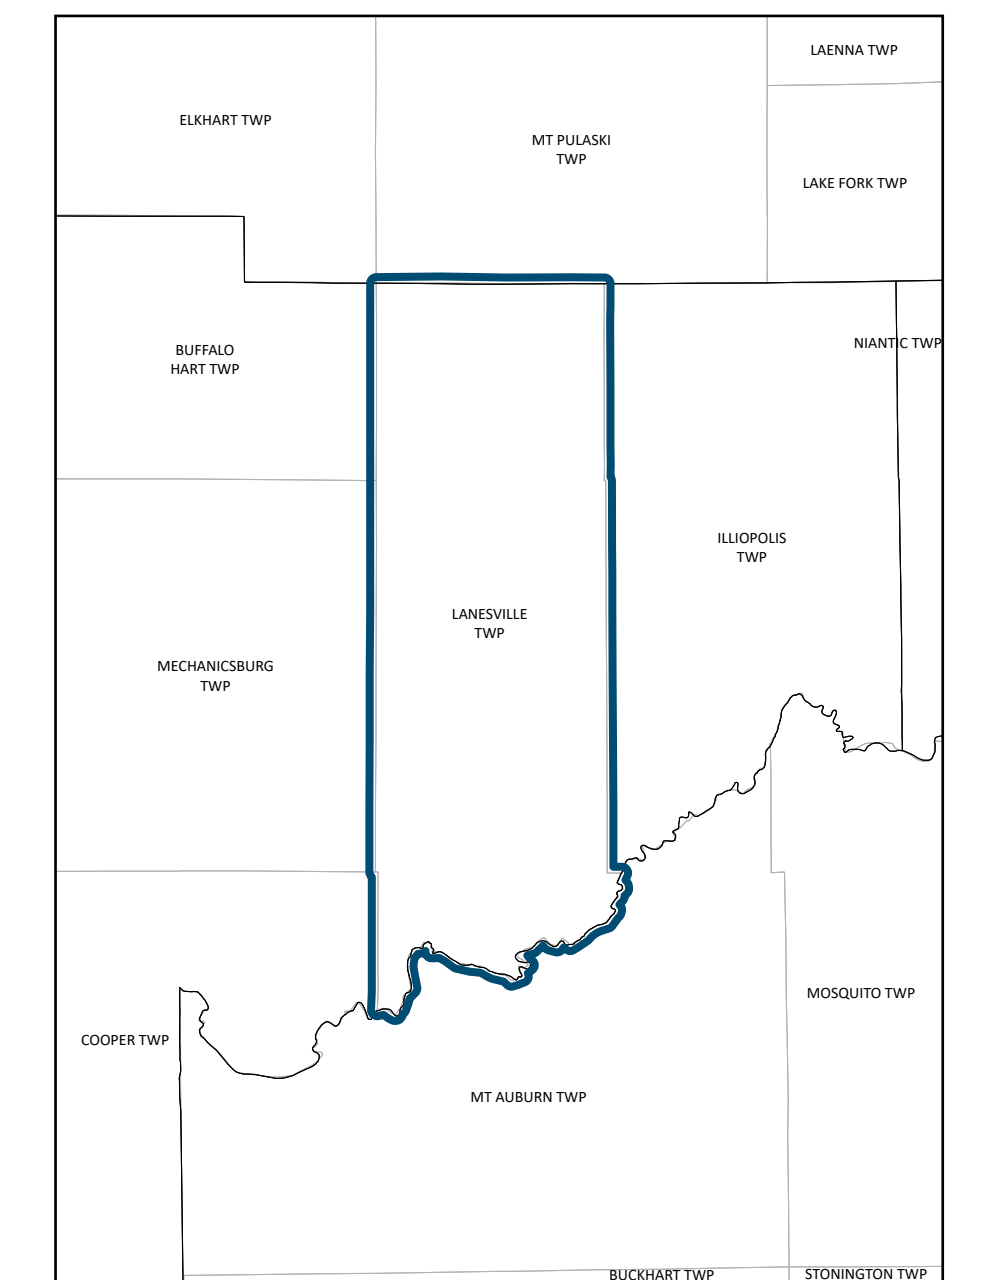 LAENNA TWP
ELKHART TWP
MT PULASKI
TWP
LAKE FORK TWP
BUFFALO
HART TWP
NIANTIC TWP
ILLIOPOLIS
TWP
LANESVILLE
TWP
MECHANICSBURG
TWP
MOSQUITO TWP
COOPER TWP
MT AUBURN TWP
BUCKHART TWP
STONINGTON TWP